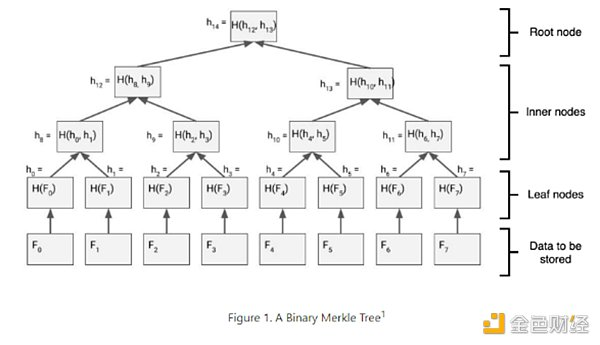 h₁₄ = H(h₁₂, h₁₃)
Root node
h₁₂ = H(h₈, h₉) h₁₃ = H(h₁₀, h₁₁)
Inner nodes
h₈ = H(h₀, h₁) h₉ = H(h₂, h₃) h₁₀ = H(h₄, h₅) h₁₁ = H(h₆, h₇)
h₀ = h₁ = h₂ = h₃ = h₄ = h₅ = h₆ = h₇ =
H(F₀) H(F₁) H(F₂) H(F₃) H(F₄) H(F₅) H(F₆) H(F₇)
Leaf nodes
F₀ F₁ F₂ F₃ F₄ F₅ F₆ F₇
Data to be
stored
Figure 1. A Binary Merkle Tree¹
金色财经